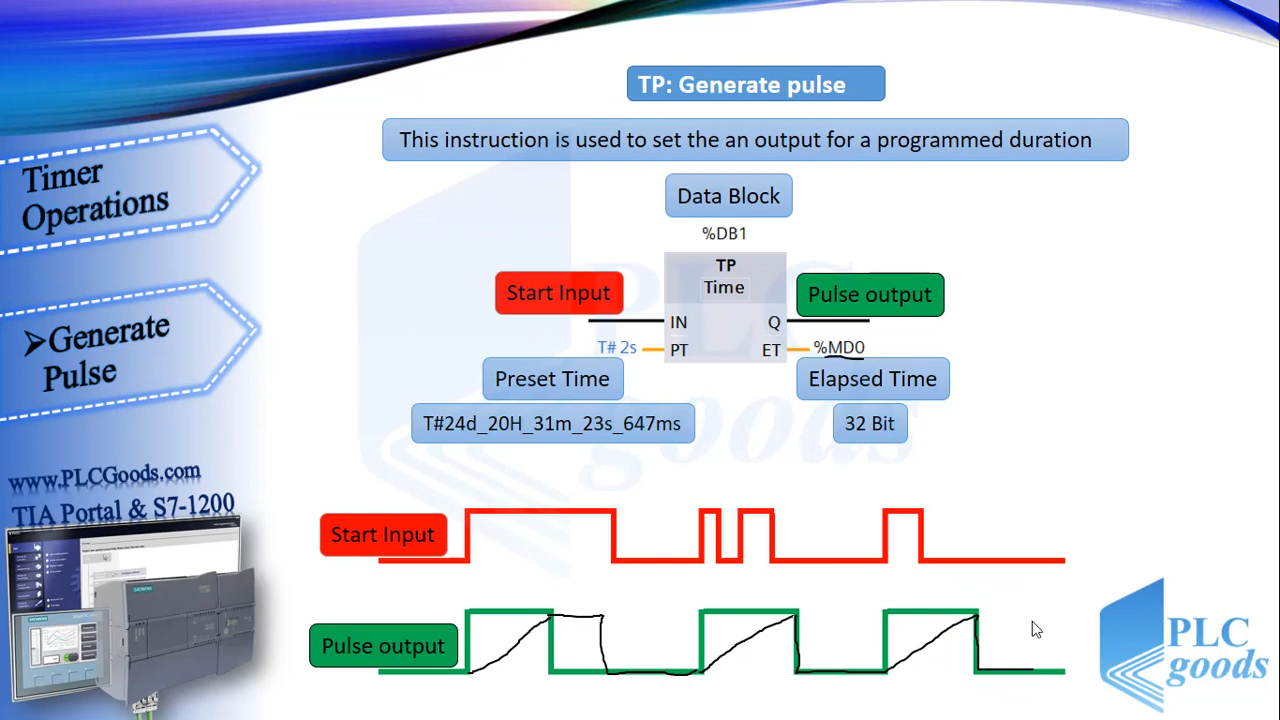 TP: Generate pulse
This instruction is used to set the an output for a programmed duration
Timer
Operations
Data Block
%DB1
TP
Time
Start Input
Pulse output
IN
Q
T# 2s
PT
ET
%MD0
Generate
Pulse
Preset Time
Elapsed Time
T#24d_20H_31m_23s_647ms
32 Bit
www.PLCGoods.com
TIA Portal & S7-1200
Start Input
Pulse output
PLC
goods
PLC
goods